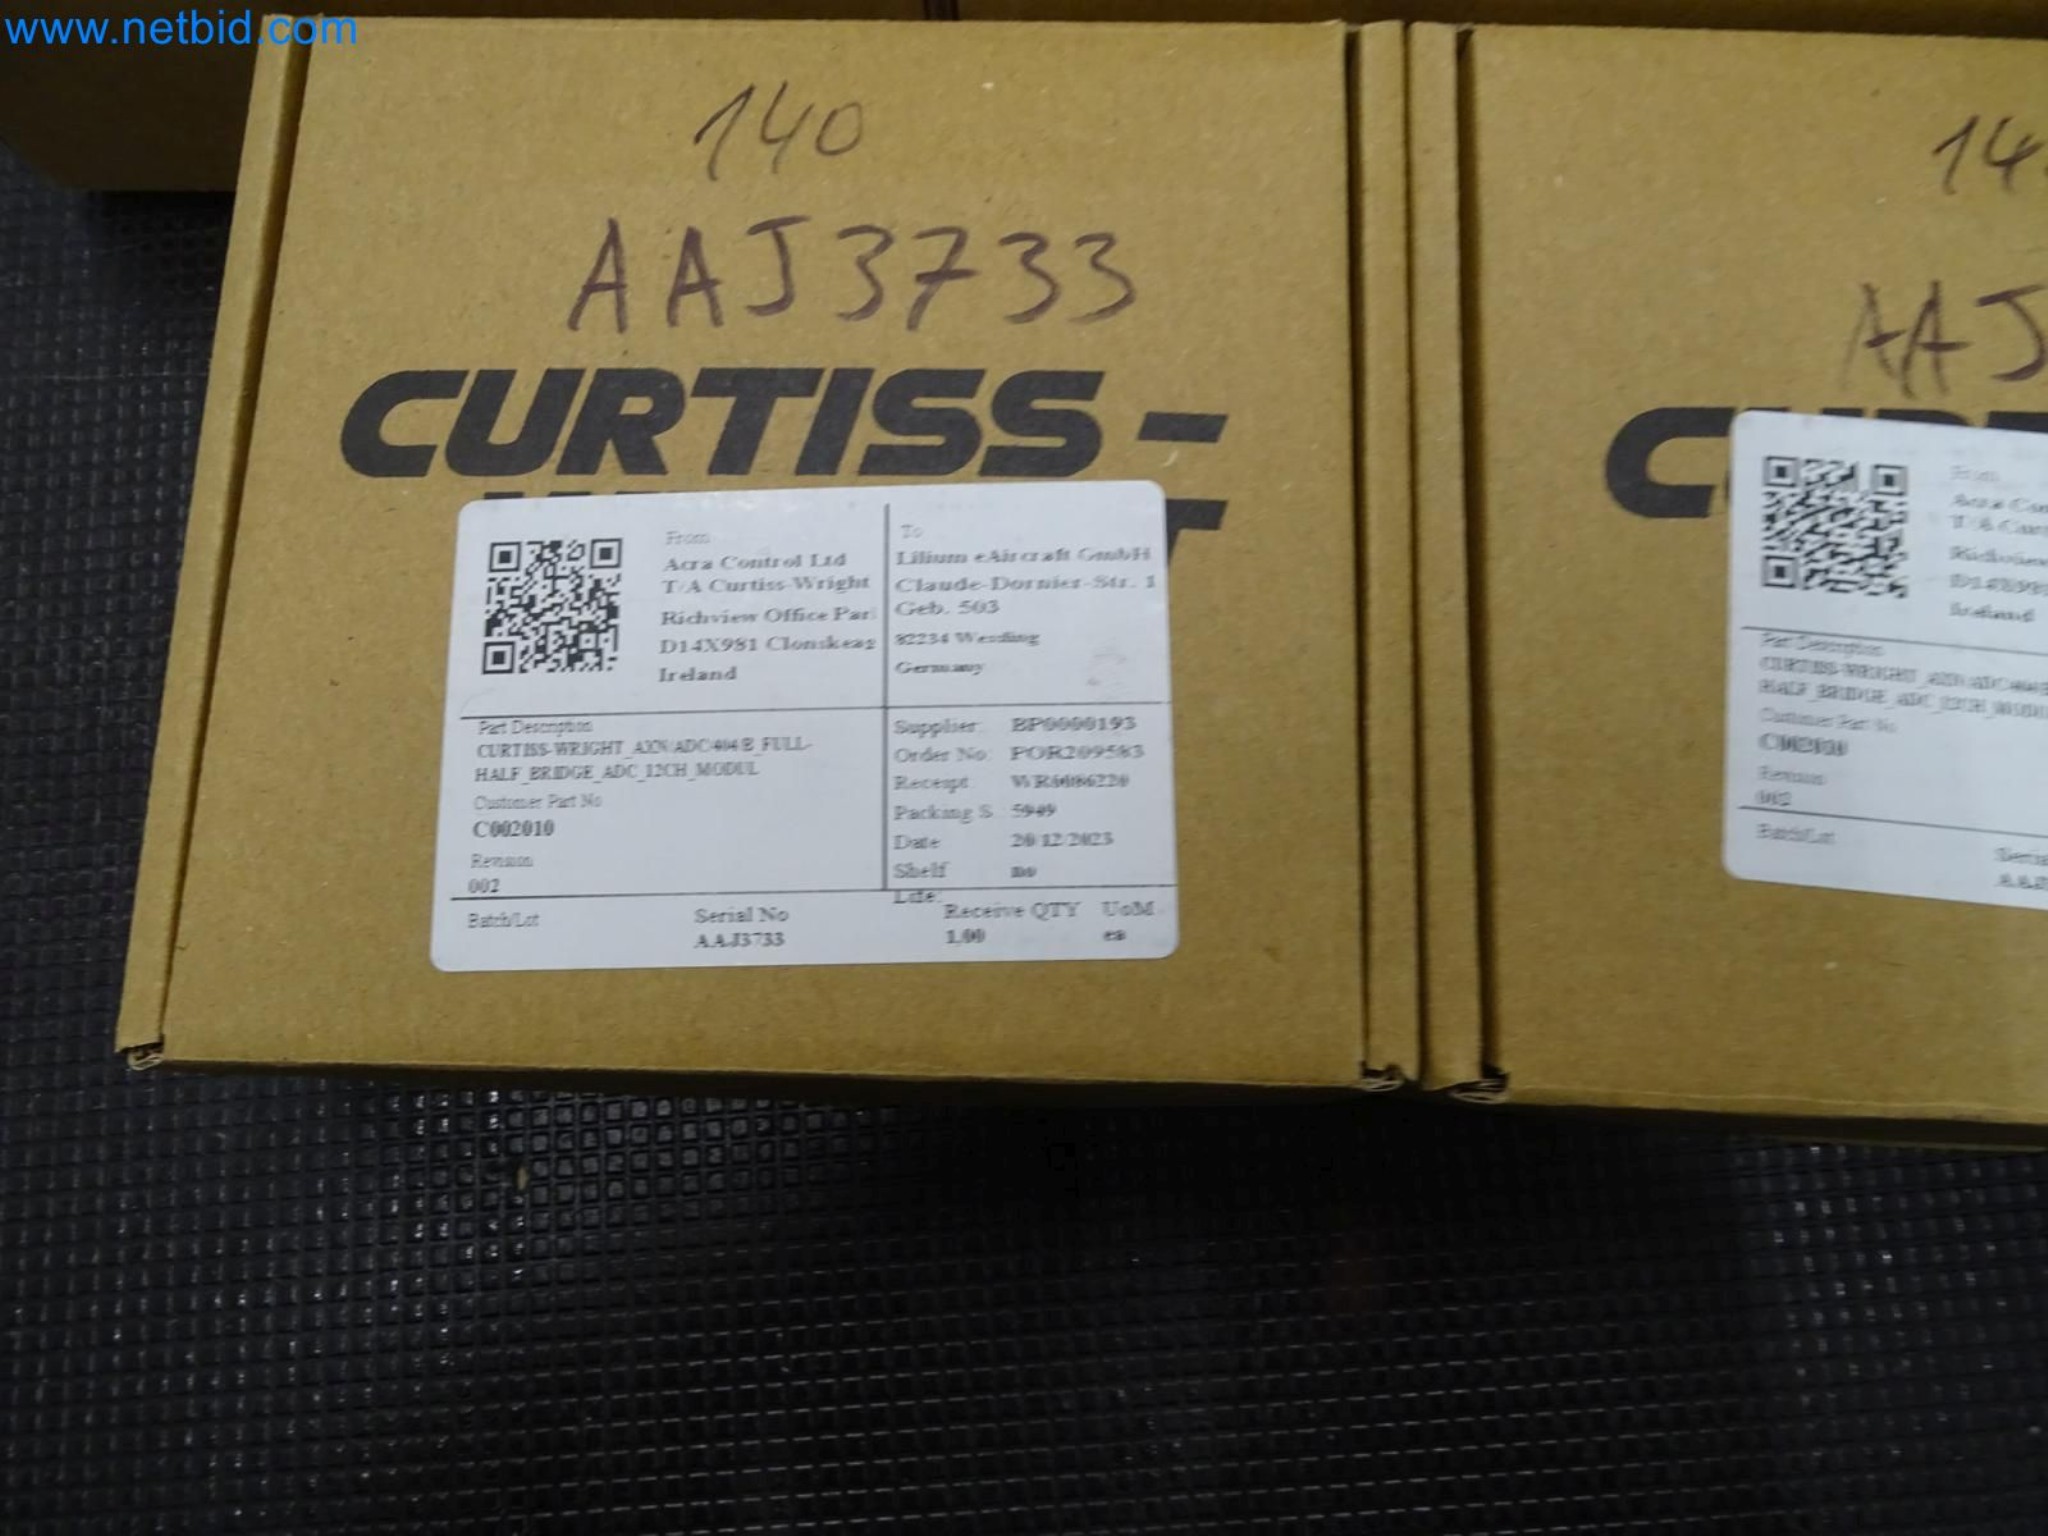 www.netbid.com
140
AAJ3733
CURTISS-
From
Acra Control Ltd
T/A Curtiss-Wright
Richview Office Par
D14X981 Clonskeag
Ireland
To
Lilium eAircraft GmbH
Claude-Dornier-Str. 1
Geb. 503
82234 Wessling
Germany
Part Description
CURTISS-WRIGHT_AXN/ADC/404/B_FULL-
HALF_BRIDGE_ADC_12CH_MODUL
Customer Part No
C002010
Revision
002
Supplier: BP0000193
Order No: POR209583
Receipt
Packing S 5949
Date 20/12/2023
Shelf no
Life:
Batch/Lot
Serial No
AAJ3733
Receive QTY
1.00
UoM
ea
14
AAJ
From
T/A
Ireland
Part Description
HALF_BRIDGE_ADC_12CH_MODU
Customer Part No
C002010
Revision
002
Batch/Lot